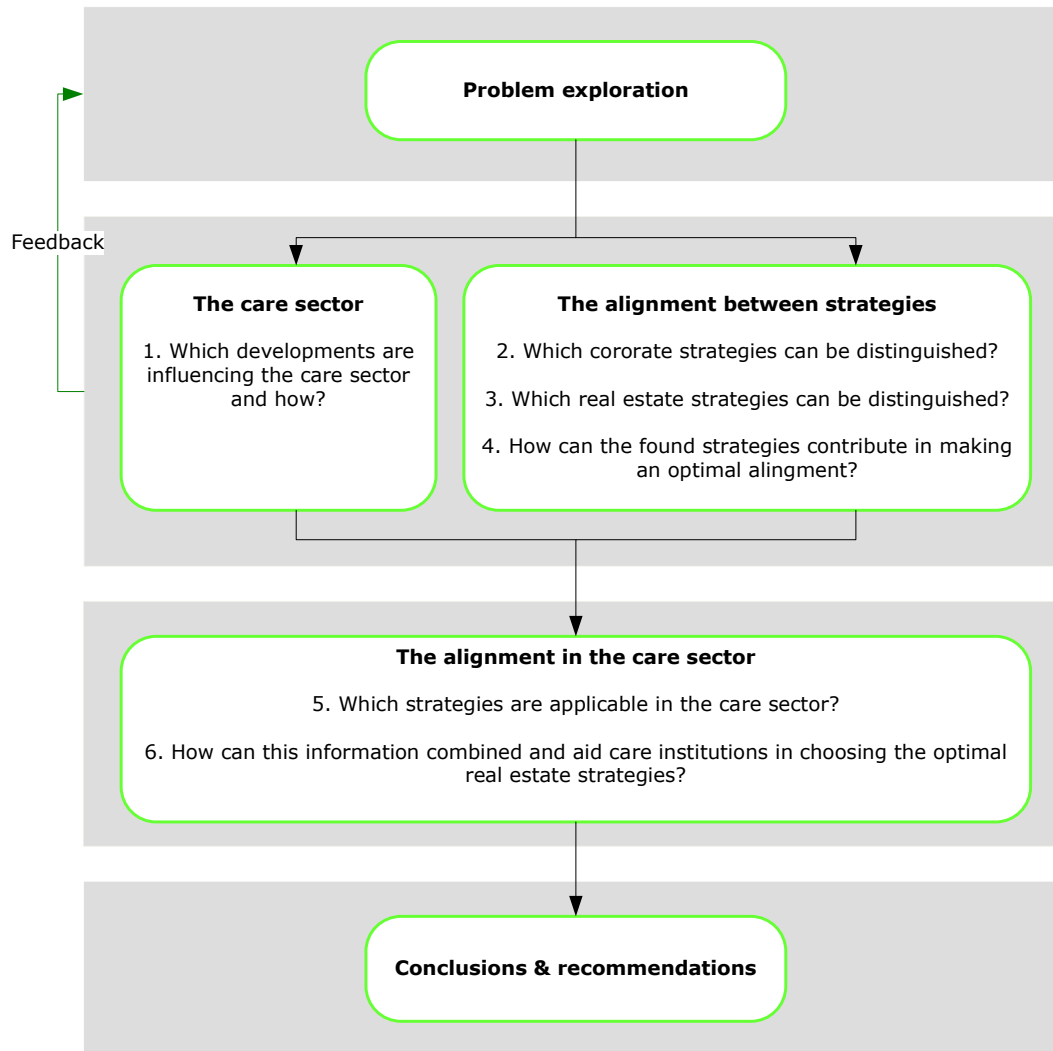 Problem exploration
Feedback
The care sector
1. Which developments are
influencing the care sector
and how?
The alignment between strategies
2. Which cororate strategies can be distinguished?
3. Which real estate strategies can be distinguished?
4. How can the found strategies contribute in making
an optimal alingment?
The alignment in the care sector
5. Which strategies are applicable in the care sector?
6. How can this information combined and aid care institutions in choosing the optimal
real estate strategies?
Conclusions & recommendations